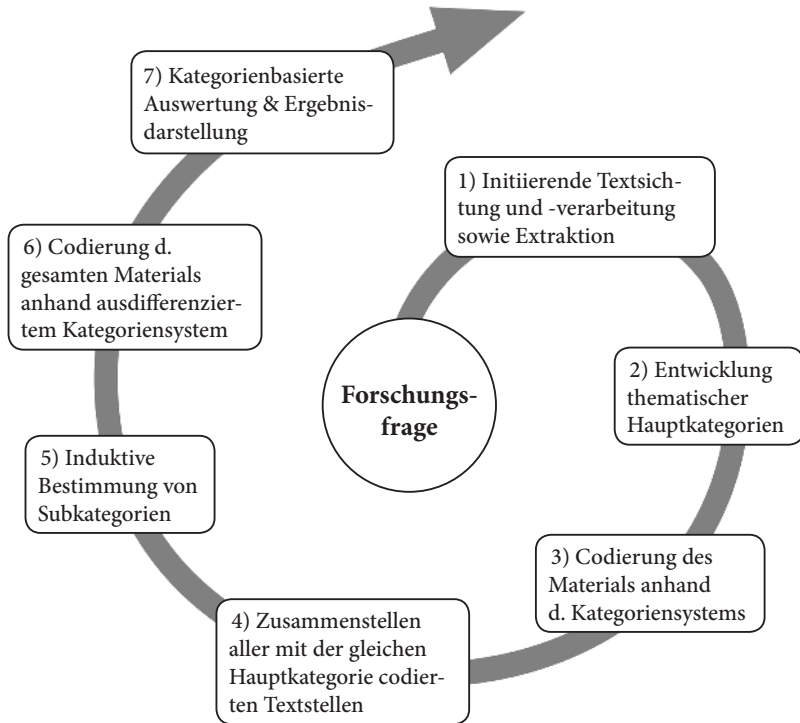 Forschungs-
frage
1) Initiierende Textsich-
tung und -verarbeitung
sowie Extraktion
2) Entwicklung
thematischer
Hauptkategorien
3) Codierung des
Materials anhand
d. Kategoriensystems
4) Zusammenstellen
aller mit der gleichen
Hauptkategorie codier-
ten Textstellen
5) Induktive
Bestimmung von
Subkategorien
6) Codierung d.
gesamten Materials
anhand ausdifferenzier-
tem Kategoriensystem
7) Kategorienbasierte
Auswertung & Ergebnis-
darstellung